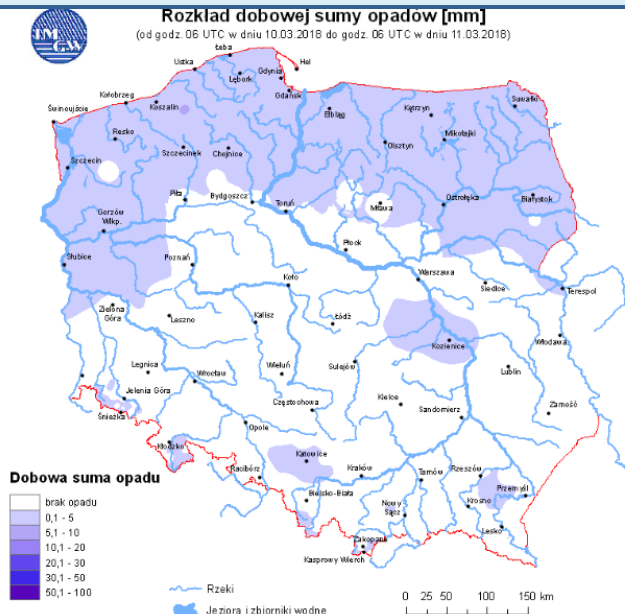 IM
GW
Rozkład dobowej sumy opadów [mm]
(od godz. 06 UTC w dniu 10.03.2018 do godz. 06 UTC w dniu 11.03.2018)
Łeba
Ustka
Hel
Lębork
Gdynia
Gdańsk
Kołobrzeg
Koszalin
Świnoujście
Elbląg
Kętrzyn
Suwałki
Resko
Mikołajki
Szczecinek
Chojnice
Olsztyn
Szczecin
Piła
Bydgoszcz
Toruń
Mława
Ostrołęka
Białystok
Gorzów
Wlkp.
Płock
Słubice
Poznań
Warszawa
Koło
Siedlce
Terespol
Zielona
Góra
Leszno
Kalisz
Łódź
Kozienice
Włodawa
Legnica
Wrocław
Wieluń
Sulejów
Lublin
Jelenia Góra
Śnieżka
Częstochowa
Kielce
Sandomierz
Zamość
Opole
Kłodzko
Katowice
Racibórz
Kraków
Tarnów
Rzeszów
Przemyśl
Bielsko-Biała
Nowy
Sącz
Krosno
Lesko
Zakopane
Kasprowy Wierch
Dobowa suma opadu
brak opadu
0,1 - 5
5,1 - 10
10,1 - 20
20,1 - 30
30,1 - 50
50,1 - 100
Rzeki
Jeziora i zbiorniki wodne
0 25 50 100 150 km